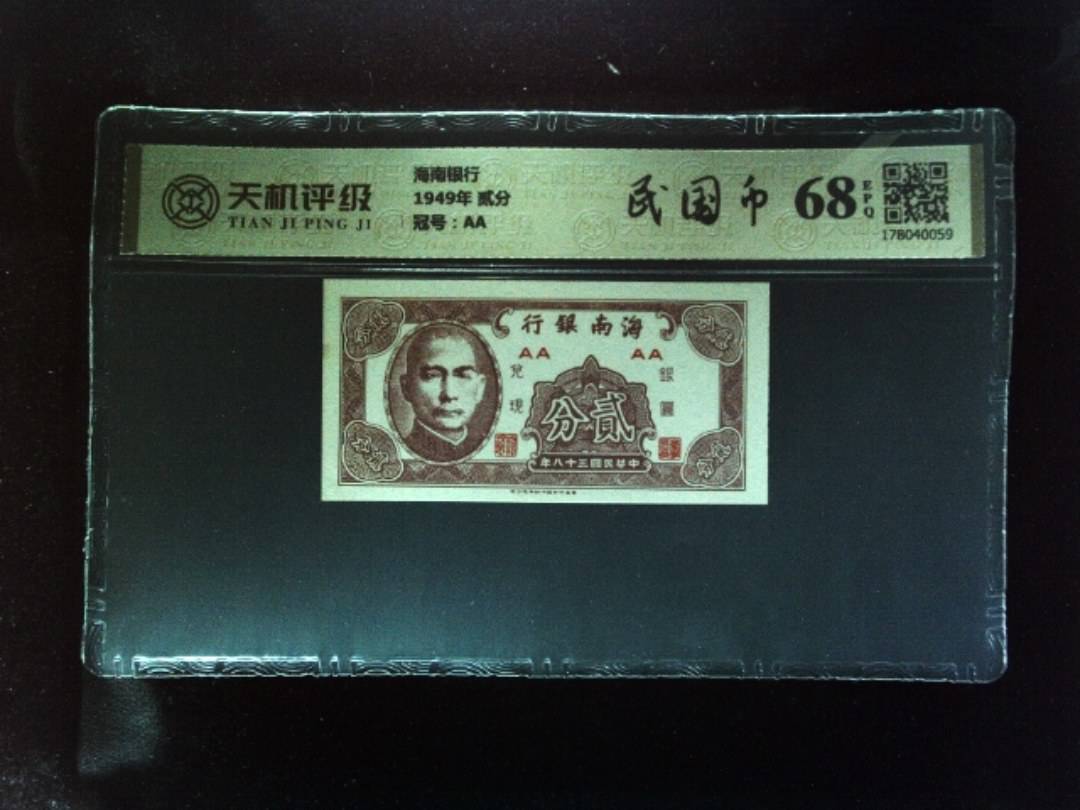 天机评级
TIAN JI PING JI
海南银行
1949年 贰分
冠号:AA
民国币
68
EPQ
178040059
行銀南海
AA AA
兌現
銀圓
分貳
年八十三國民華中